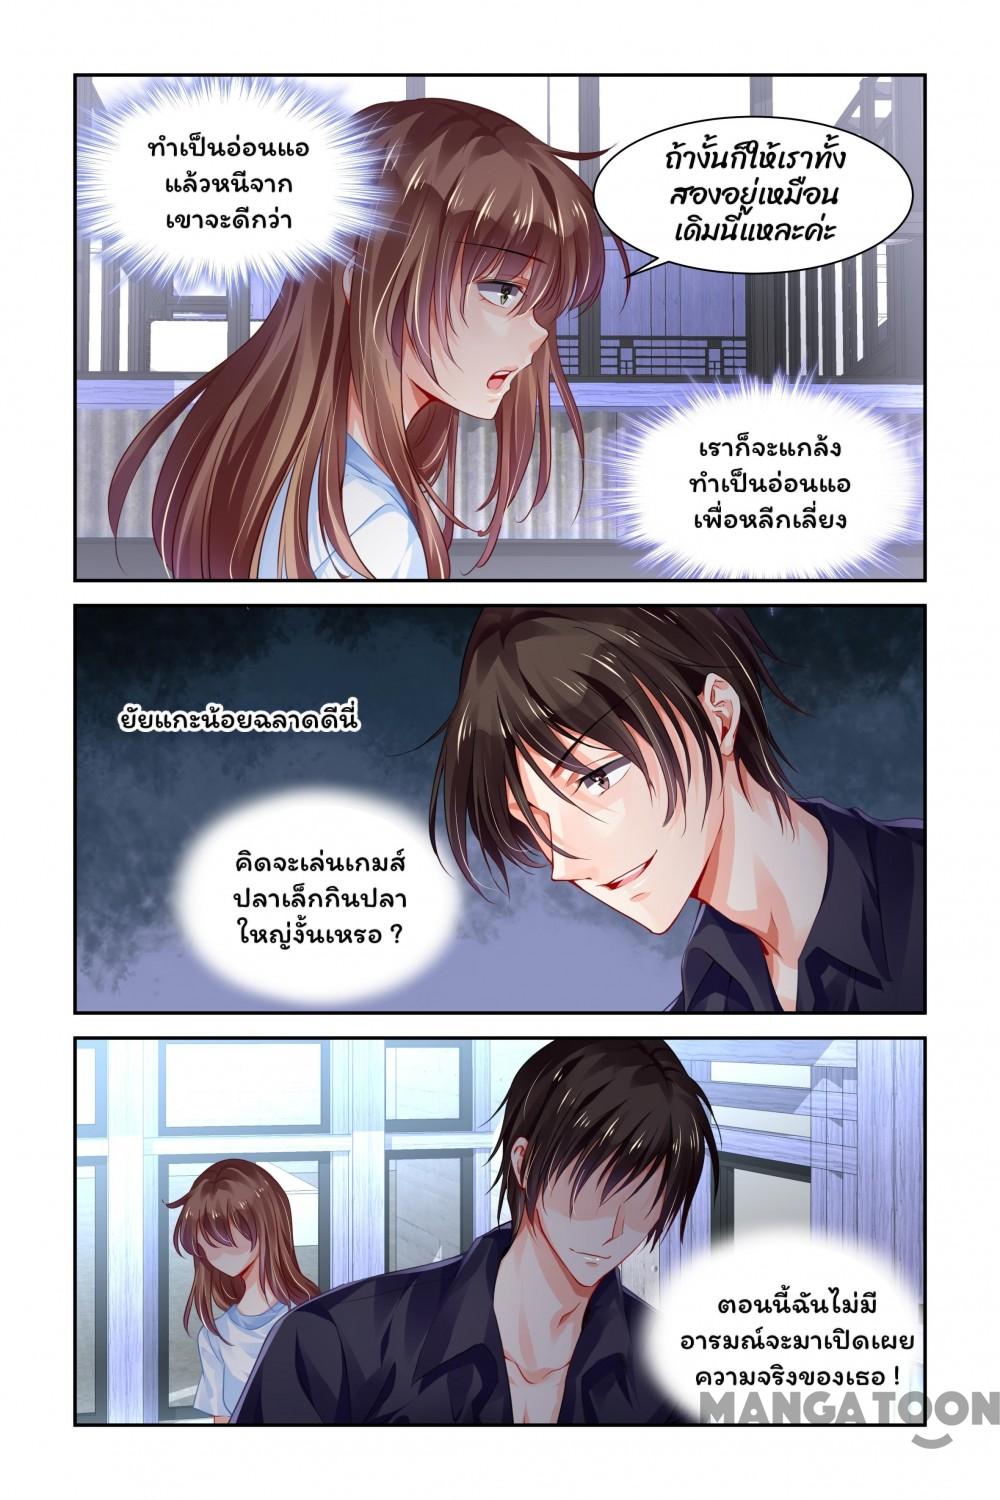 ทำเป็นอ่อนแอ
แล้วหนีจาก
เขาจะดีกว่า
ถ้างั้นก็ให้เราทั้ง
สองอยู่เหมือน
เดิมนี่แหละค่ะ
เราก็จะแกล้ง
ทำเป็นอ่อนแอ
เพื่อหลีกเลี่ยง
ยัยแกะน้อยฉลาดดีนี่
คิดจะเล่นเกมส์
ปลาเล็กกินปลา
ใหญ่งั้นเหรอ ?
ตอนนี้ฉันไม่มี
อารมณ์จะมาเปิดเผย
ความจริงของเธอ !
MANGATOON